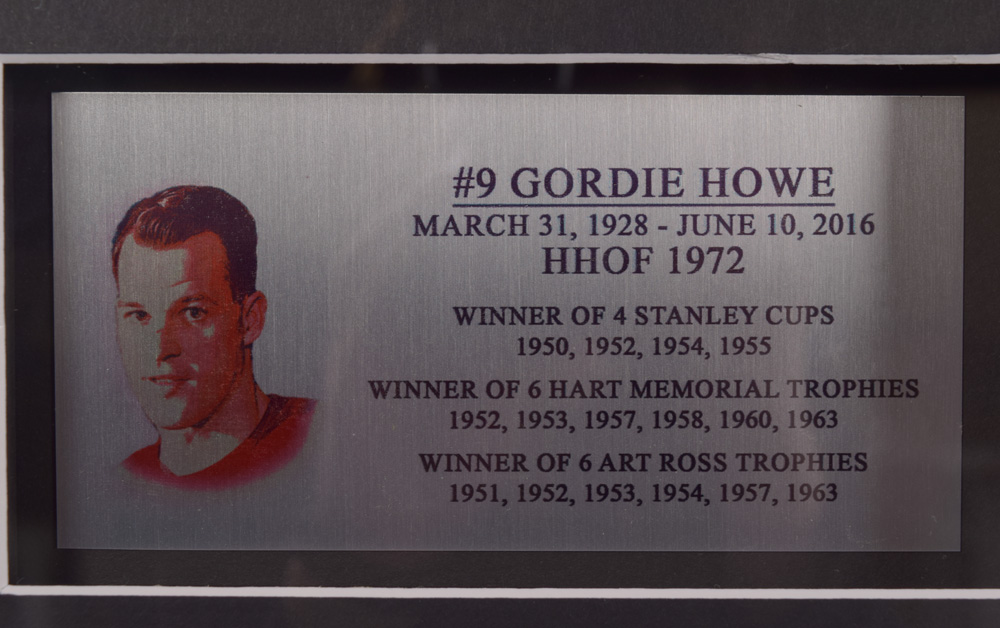 #9 GORDIE HOWE
MARCH 31, 1928 - JUNE 10, 2016
HHOF 1972
WINNER OF 4 STANLEY CUPS
1950, 1952, 1954, 1955
WINNER OF 6 HART MEMORIAL TROPHIES
1952, 1953, 1957, 1958, 1960, 1963
WINNER OF 6 ART ROSS TROPHIES
1951, 1952, 1953, 1954, 1957, 1963